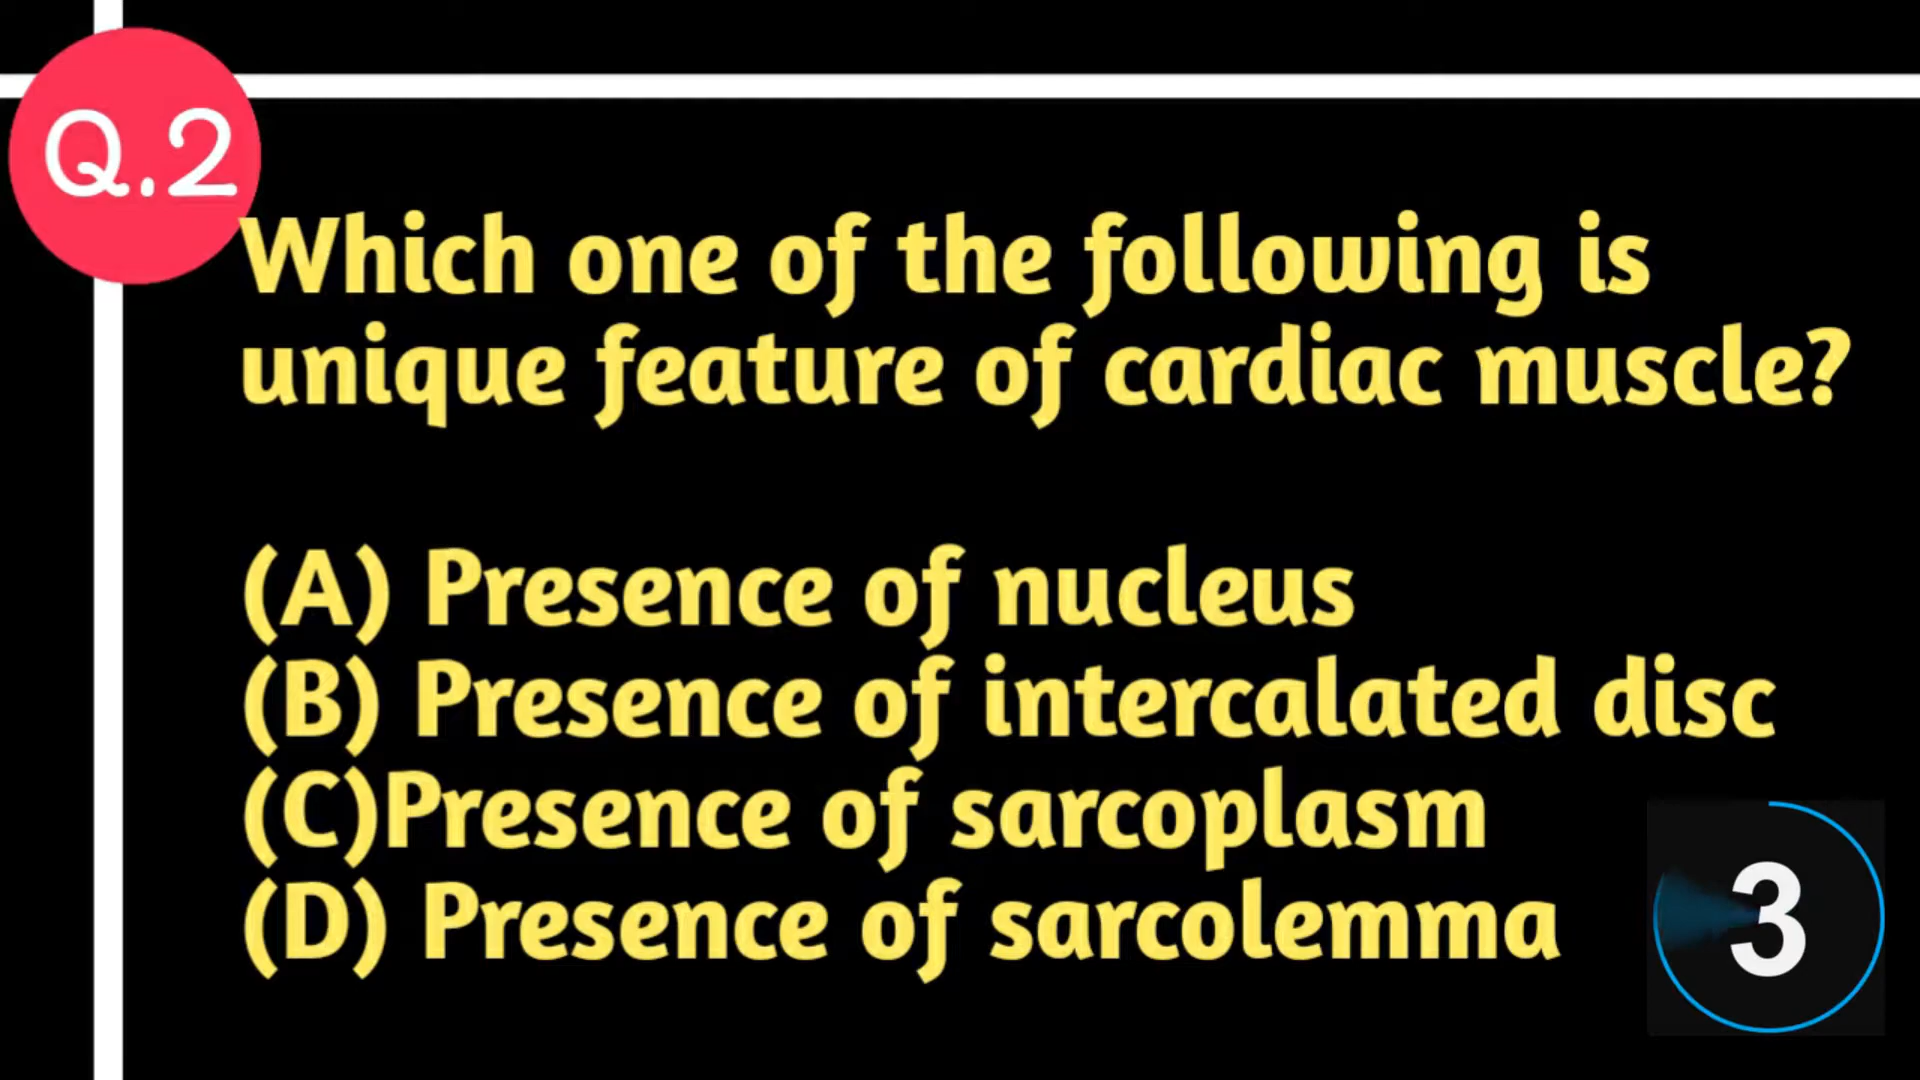 Q.2
Which one of the following is
unique feature of cardiac muscle?
(A) Presence of nucleus
(B) Presence of intercalated disc
(C)Presence of sarcoplasm
(D) Presence of sarcolemma
3